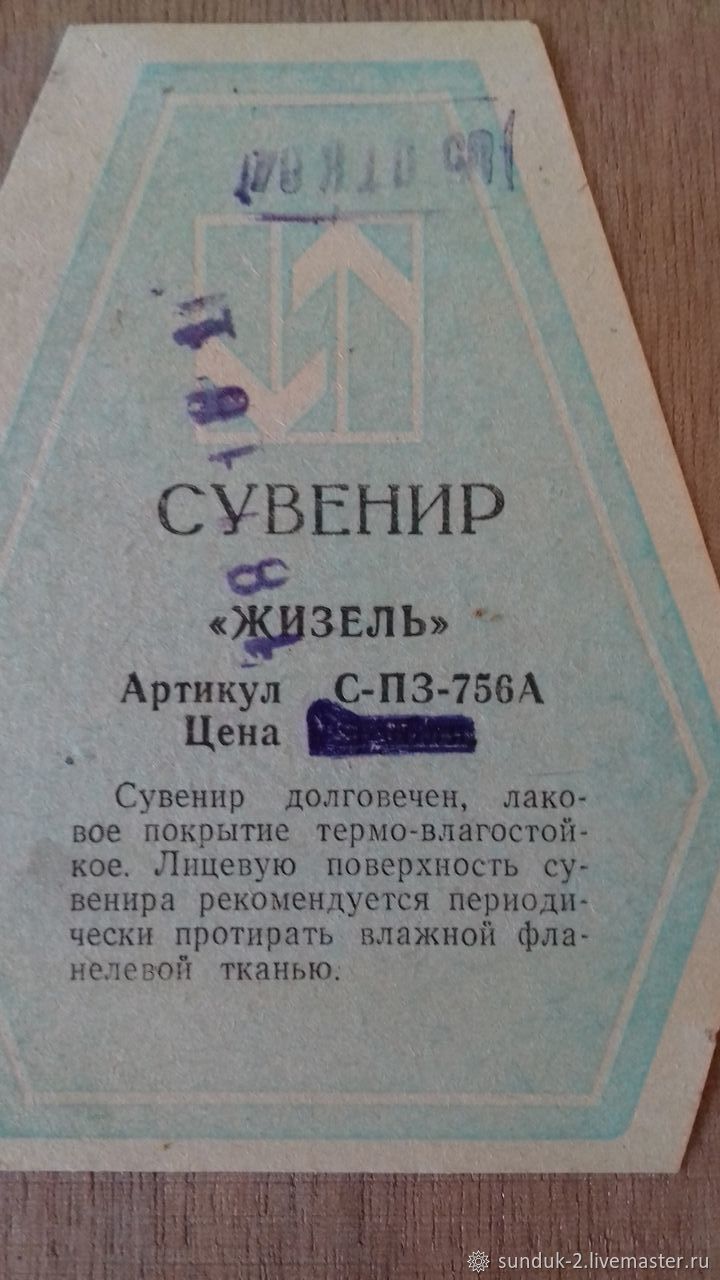 СУВЕНИР
«ЖИЗЕЛЬ»
Артикул С-ПЗ-756А
Цена
Сувенир долговечен, лако-
вое покрытие термо-влагостой-
кое. Лицевую поверхность су-
венира рекомендуется периоди-
чески протирать влажной фла-
нелевой тканью.
sunduk-2.livemaster.ru